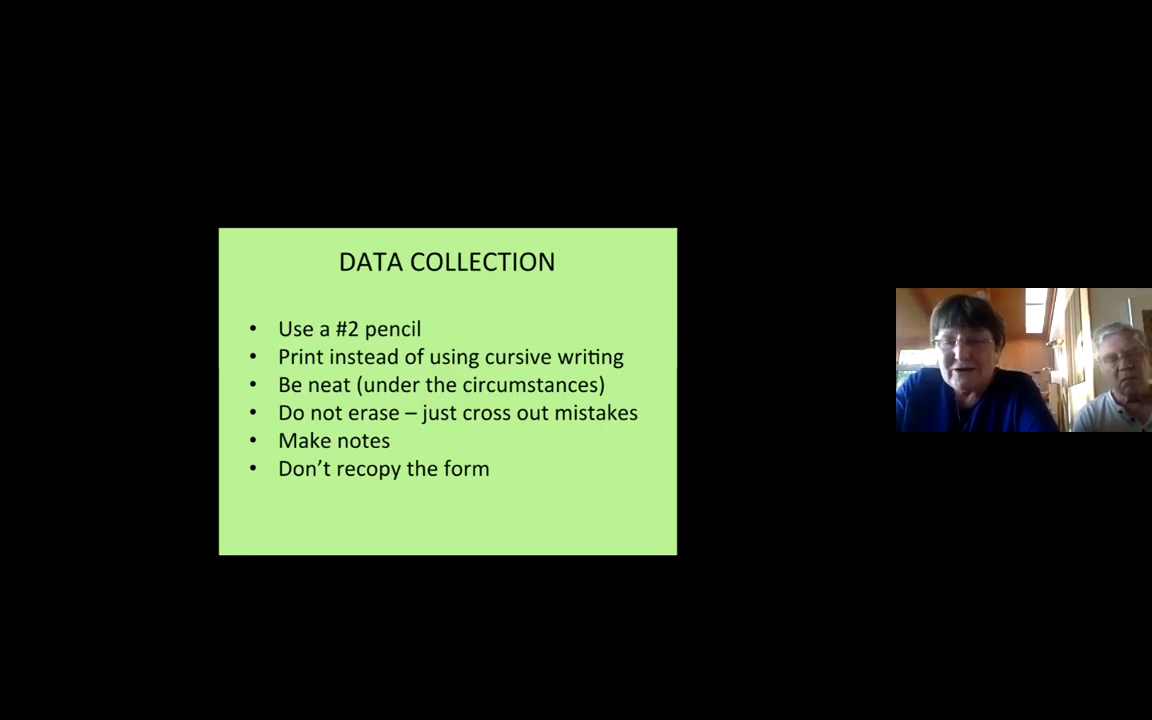 DATA COLLECTION
• Use a #2 pencil
• Print instead of using cursive writing
• Be neat (under the circumstances)
• Do not erase – just cross out mistakes
• Make notes
• Don’t recopy the form